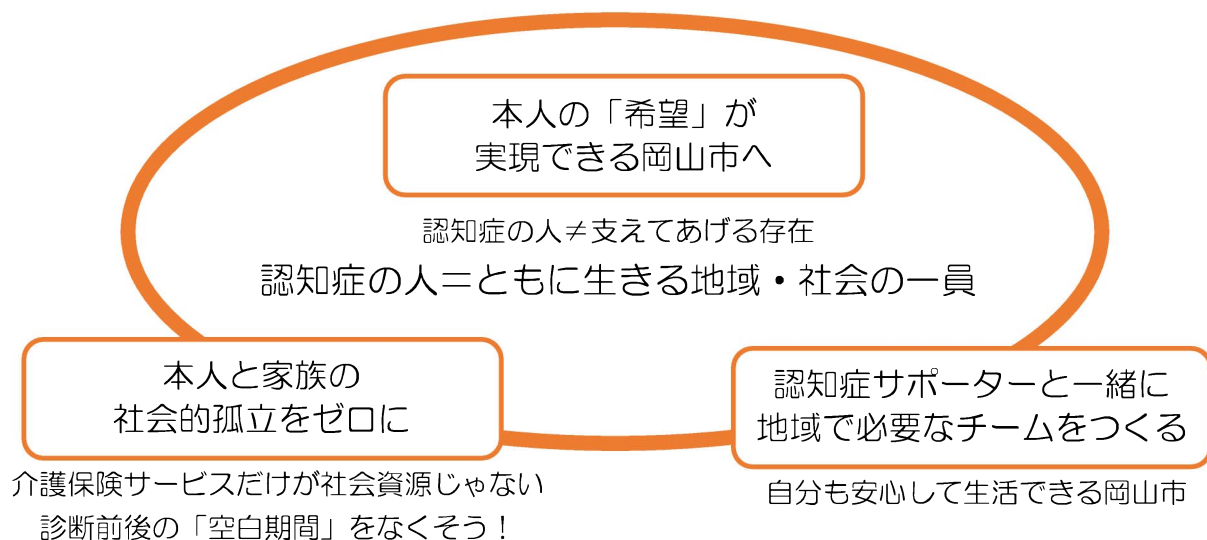 本人の「希望」が
実現できる岡山市へ
認知症の人≠支えてあげる存在
認知症の人＝ともに生きる地域・社会の一員
本人と家族の
社会的孤立をゼロに
介護保険サービスだけが社会資源じゃない
診断前後の「空白期間」をなくそう！
認知症サポーターと一緒に
地域で必要なチームをつくる
自分も安心して生活できる岡山市